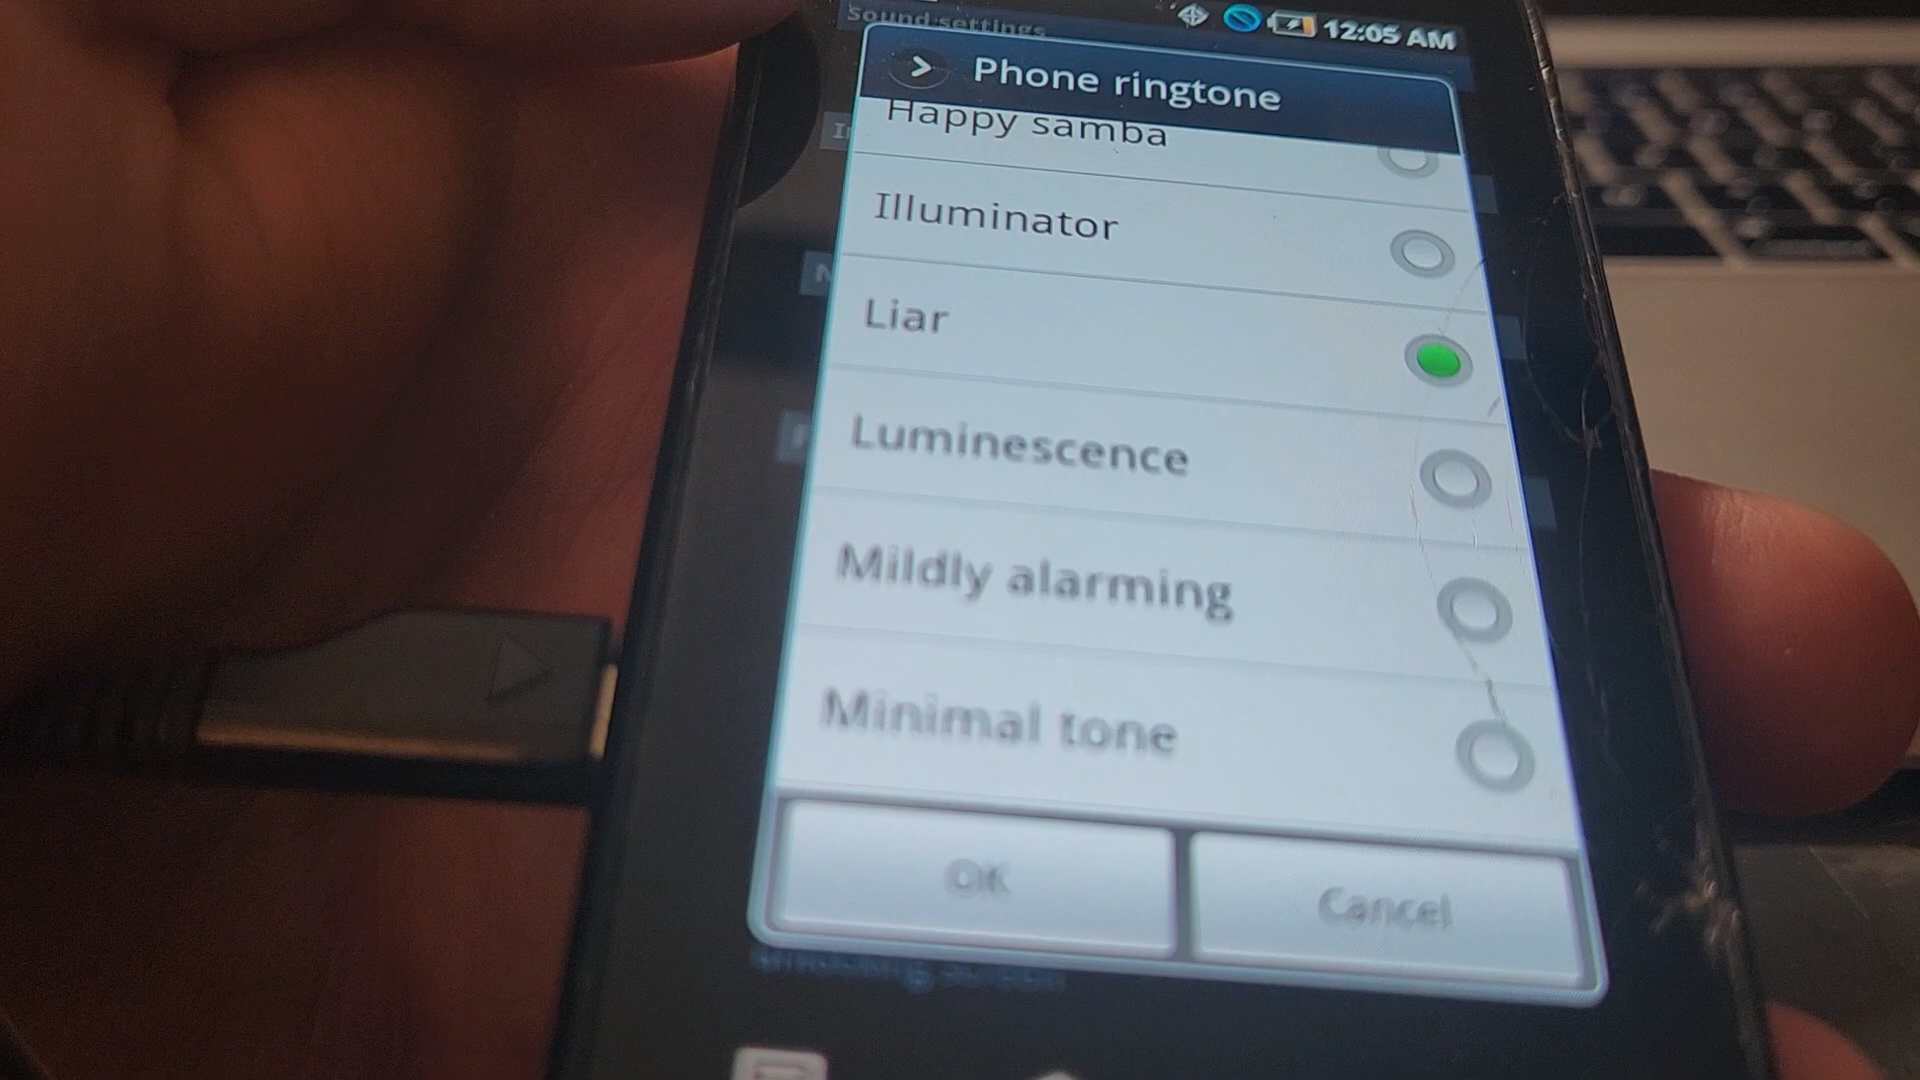 Sound settings
12:05 AM
Phone ringtone
Happy samba
Illuminator
Liar
Luminescence
Mildly alarming
Minimal tone
OK
Cancel